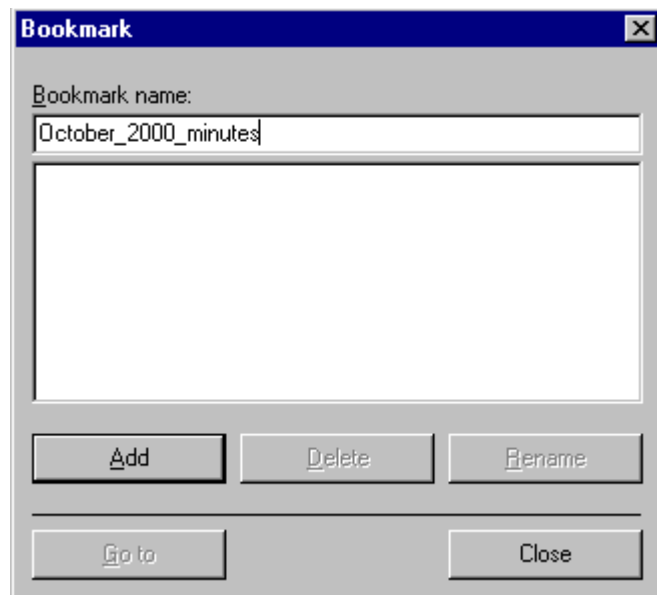 Bookmark
Bookmark name:
October_2000_minutes
Add Delete Rename
Go to Close